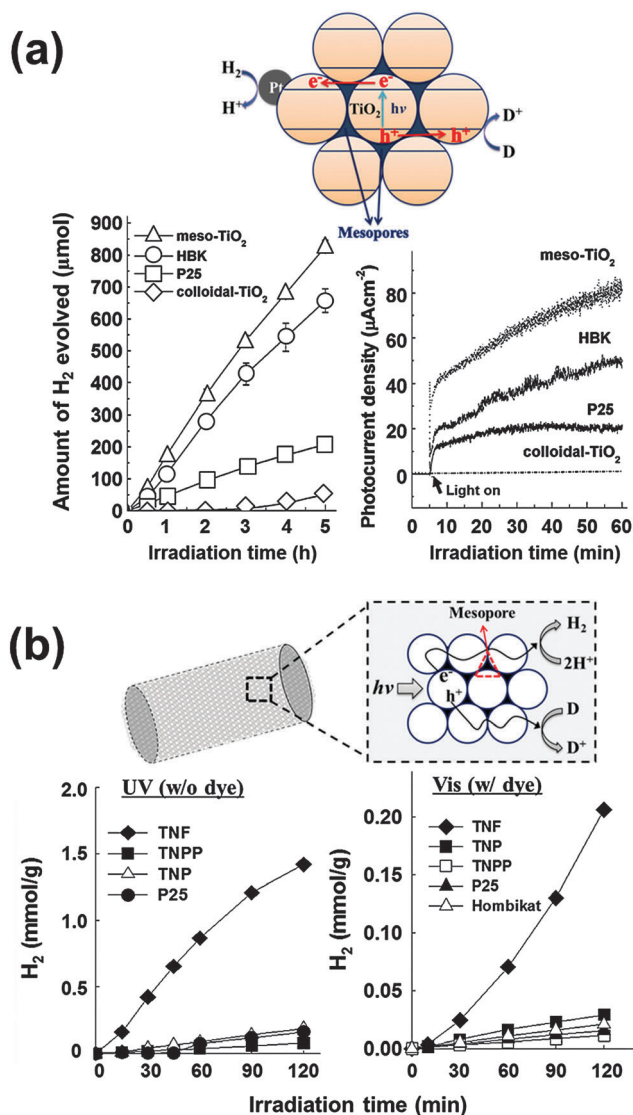 (a)
H2
H+
Pt
e-
e-
TiO2
hν
h+
h+
D+
D
Mesopores
Amount of H2 evolved (μmol)
900
800
700
600
500
400
300
200
100
0
meso-TiO2
HBK
P25
colloidal-TiO2
0 1 2 3 4 5
Irradiation time (h)
Photocurrent density (μAcm-2)
80
60
40
20
0
meso-TiO2
HBK
P25
colloidal-TiO2
Light on
0 10 20 30 40 50 60
Irradiation time (min)
(b)
Mesopore
hν
e-
h+
H2
2H+
D
D+
H2 (mmol/g)
2.0
1.5
1.0
0.5
0
UV (w/o dye)
TNF
TNPP
TNP
P25
0 30 60 90 120
H2 (mmol/g)
0.20
0.15
0.10
0.05
0.00
Vis (w/ dye)
TNF
TNP
TNPP
P25
Hombikat
0 30 60 90 120
Irradiation time (min)